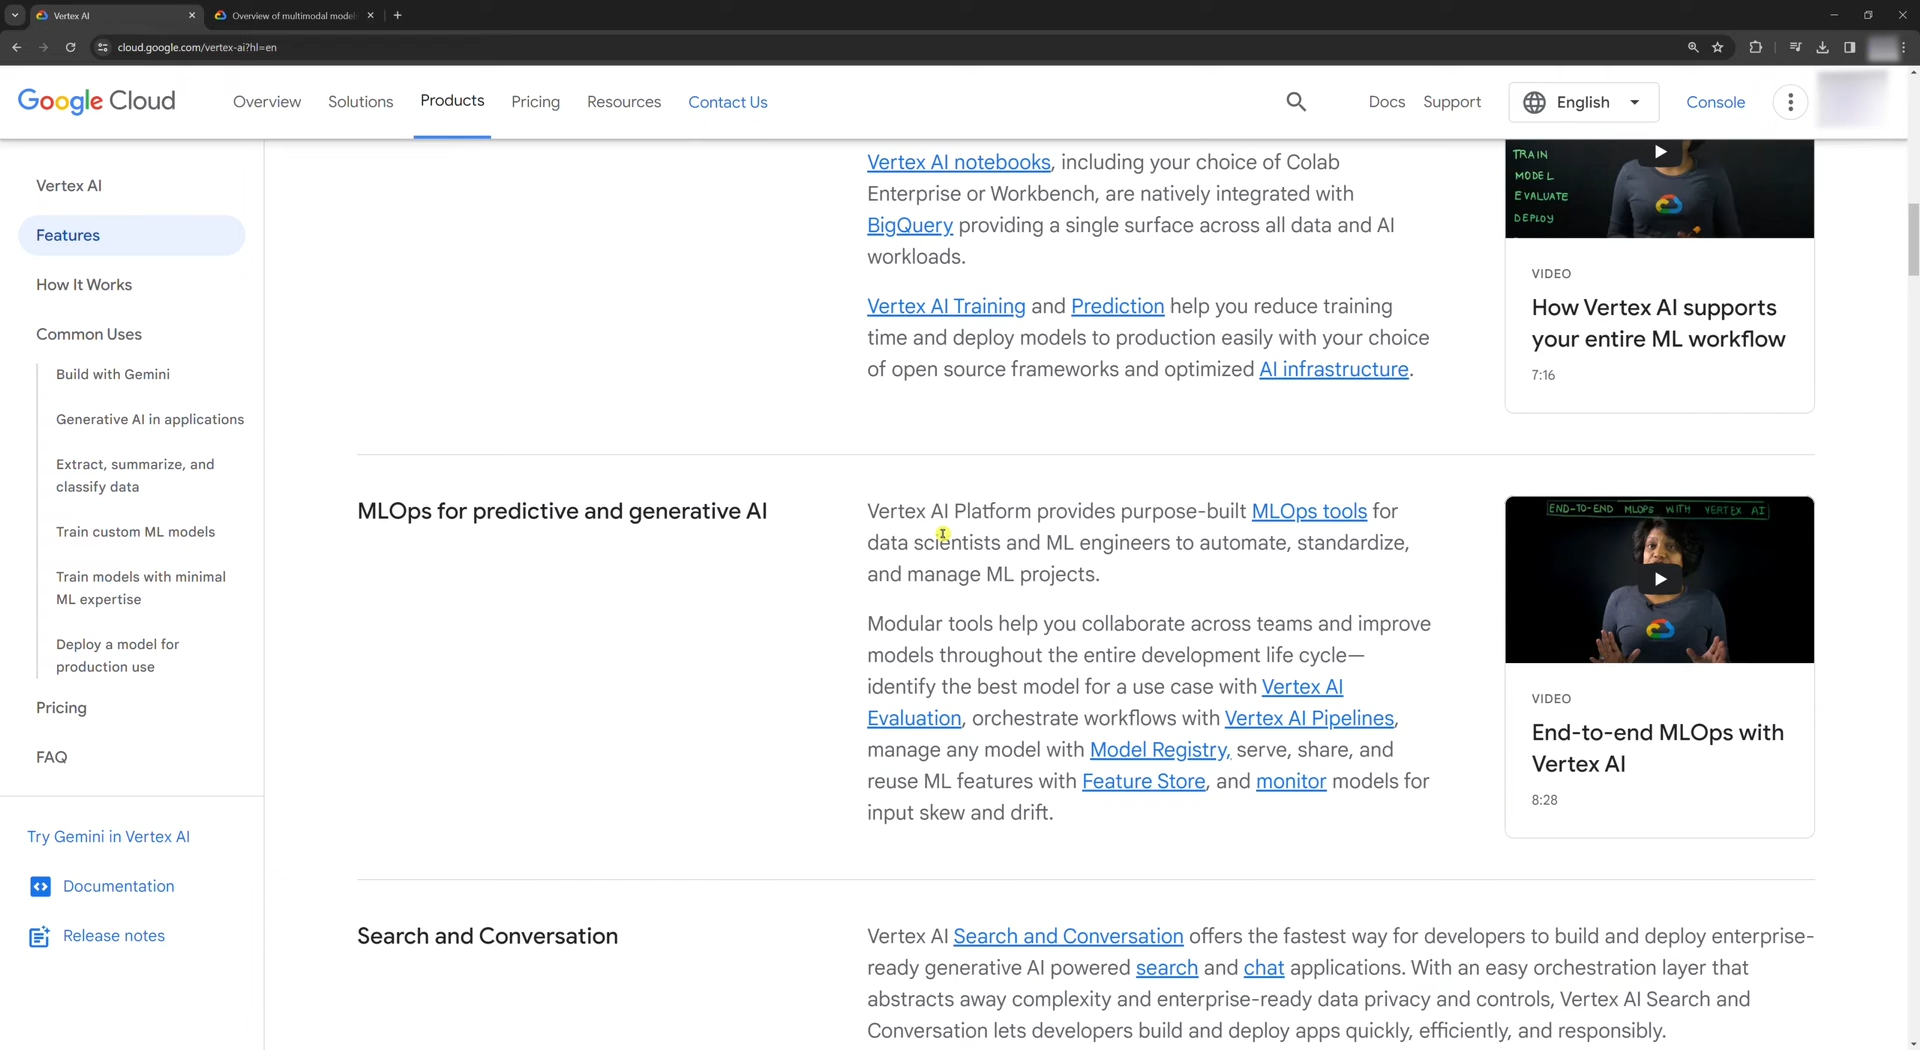 Vertex AI
Overview of multimodal model
cloud.google.com/vertex-ai?hl=en
Google Cloud
Overview
Solutions
Products
Pricing
Resources
Contact Us
Docs
Support
English
Console
Vertex AI
Features
How It Works
Common Uses
Build with Gemini
Generative AI in applications
Extract, summarize, and
classify data
Train custom ML models
Train models with minimal
ML expertise
Deploy a model for
production use
Pricing
FAQ
Try Gemini in Vertex AI
Documentation
Release notes
Vertex AI notebooks, including your choice of Colab
Enterprise or Workbench, are natively integrated with
BigQuery providing a single surface across all data and AI
workloads.
Vertex AI Training and Prediction help you reduce training
time and deploy models to production easily with your choice
of open source frameworks and optimized AI infrastructure.
TRAIN
MODEL
EVALUATE
DEPLOY
VIDEO
How Vertex AI supports
your entire ML workflow
7:16
MLOps for predictive and generative AI
Vertex AI Platform provides purpose-built MLOps tools for
data scientists and ML engineers to automate, standardize,
and manage ML projects.
Modular tools help you collaborate across teams and improve
models throughout the entire development life cycle—
identify the best model for a use case with Vertex AI
Evaluation, orchestrate workflows with Vertex AI Pipelines,
manage any model with Model Registry, serve, share, and
reuse ML features with Feature Store, and monitor models for
input skew and drift.
END-TO-END MLOPS WITH VERTEX AI
VIDEO
End-to-end MLOps with
Vertex AI
8:28
Search and Conversation
Vertex AI Search and Conversation offers the fastest way for developers to build and deploy enterprise-
ready generative AI powered search and chat applications. With an easy orchestration layer that
abstracts away complexity and enterprise-ready data privacy and controls, Vertex AI Search and
Conversation lets developers build and deploy apps quickly, efficiently, and responsibly.